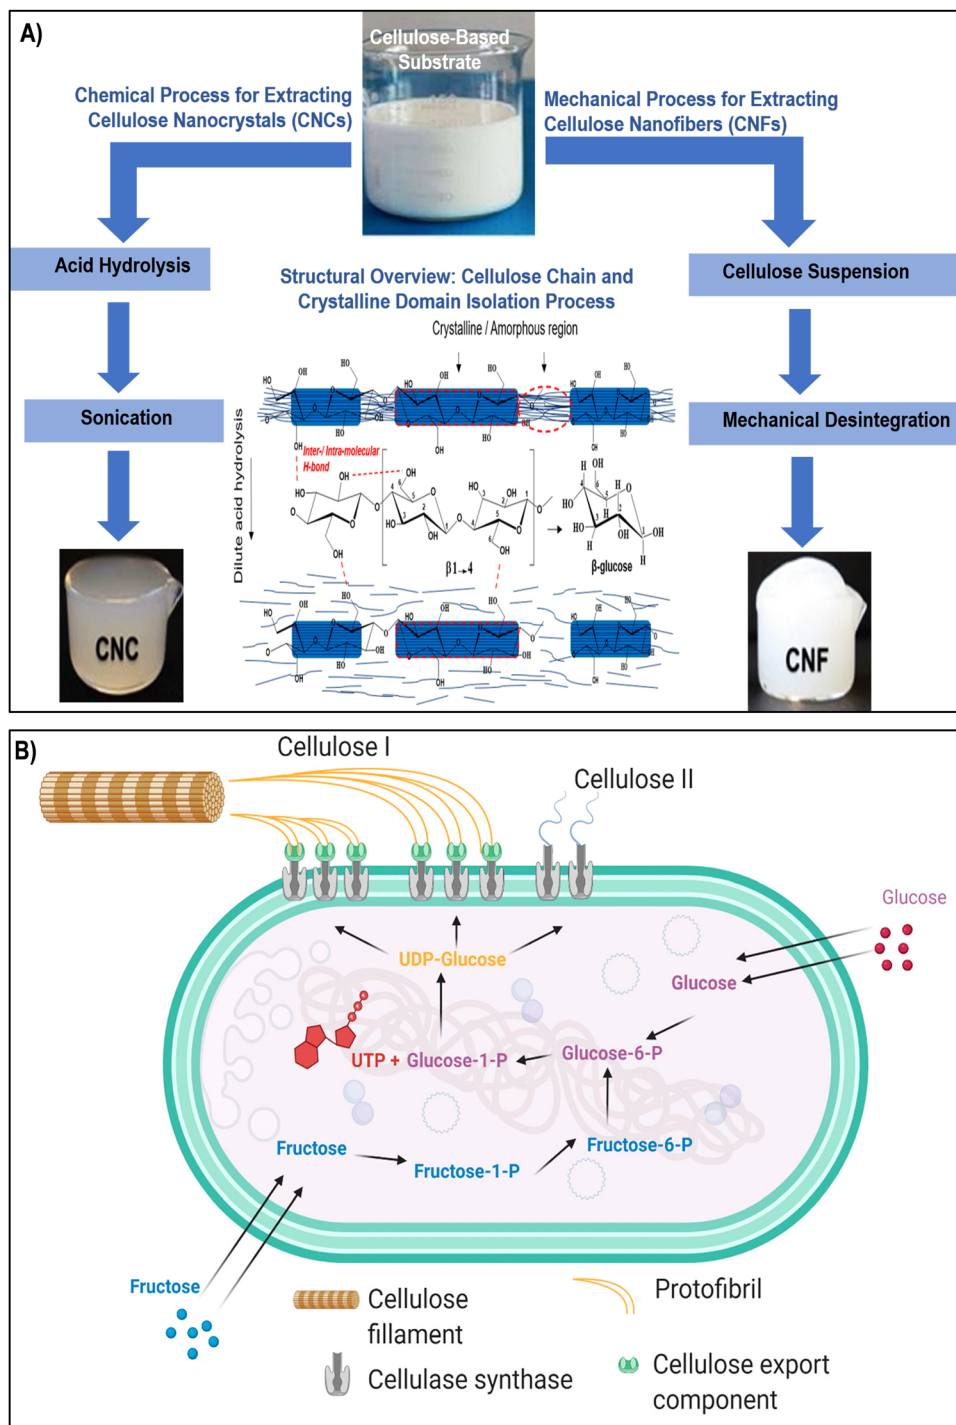 A)
Cellulose-Based
Substrate
Chemical Process for Extracting
Cellulose Nanocrystals (CNCs)
Mechanical Process for Extracting
Cellulose Nanofibers (CNFs)
Acid Hydrolysis
Cellulose Suspension
Structural Overview: Cellulose Chain and
Crystalline Domain Isolation Process
Crystalline / Amorphous region
Sonication
Mechanical Desintegration
Dilute acid hydrolysis
Inter-/ Intra-molecular
H-bond
β1→4
β-glucose
CNC
CNF
B)
Cellulose I
Cellulose II
Glucose
UDP-Glucose
Glucose
UTP + Glucose-1-P
Glucose-6-P
Fructose
Fructose-1-P
Fructose-6-P
Fructose
Cellulose
fillament
Protofibril
Cellulase synthase
Cellulose export
component